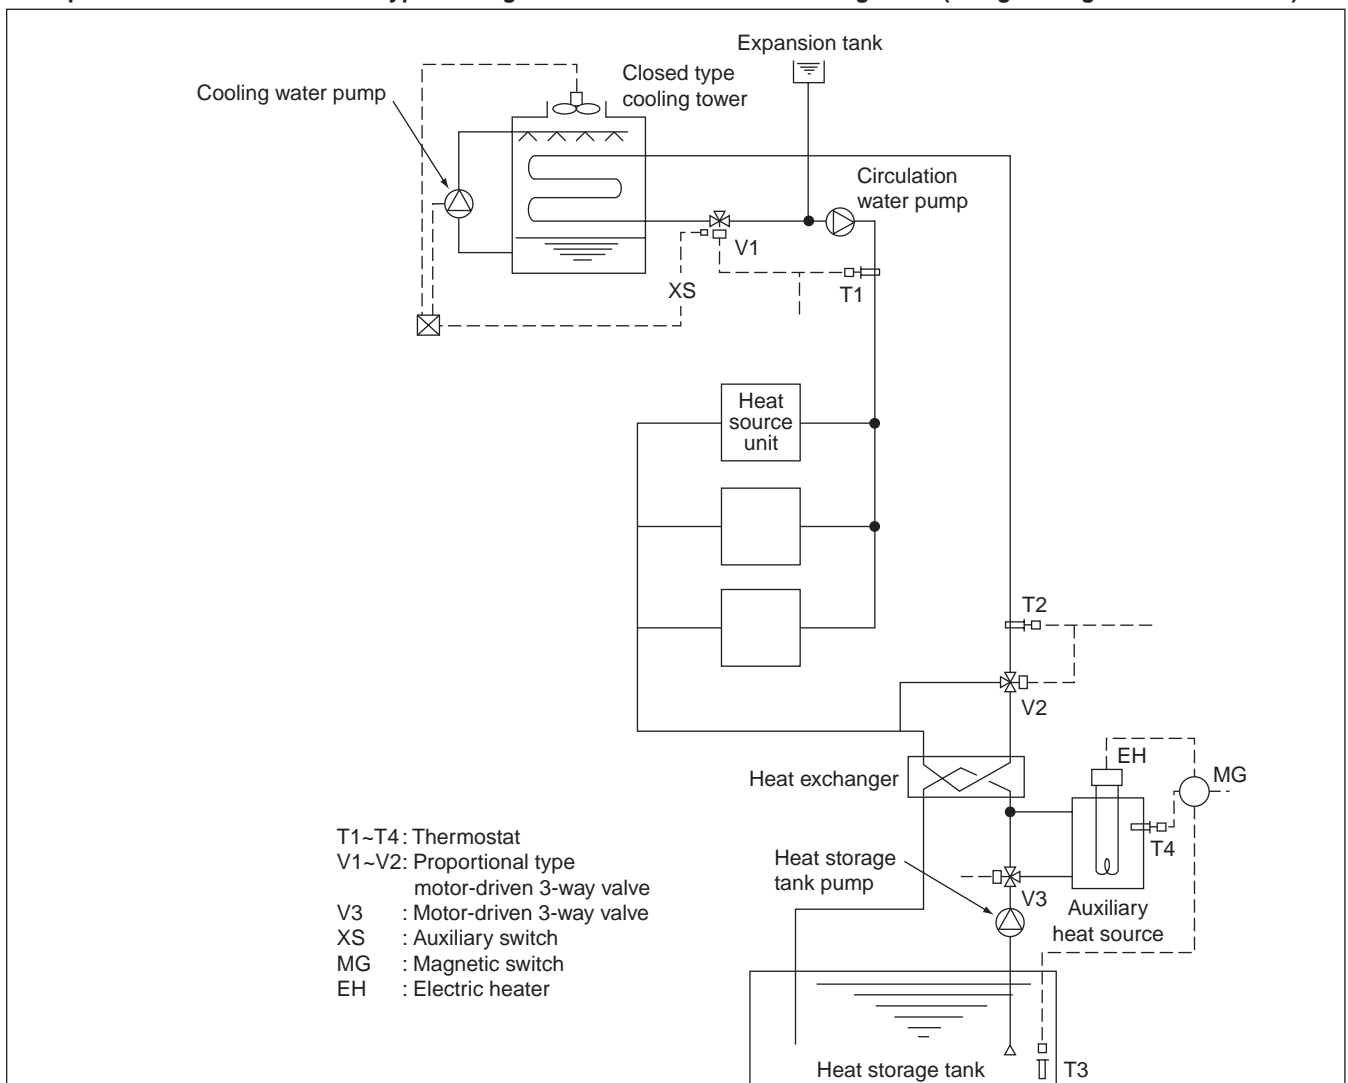 Expansion tank
Closed type
cooling tower
Cooling water pump
Circulation
water pump
V1
XS
T1
Heat
source
unit
T2
V2
EH
MG
Heat exchanger
T4
Heat storage
tank pump
V3
Auxiliary
heat source
T1~T4 : Thermostat
V1~V2 : Proportional type
motor-driven 3-way valve
V3 : Motor-driven 3-way valve
XS : Auxiliary switch
MG : Magnetic switch
EH : Electric heater
Heat storage tank
T3